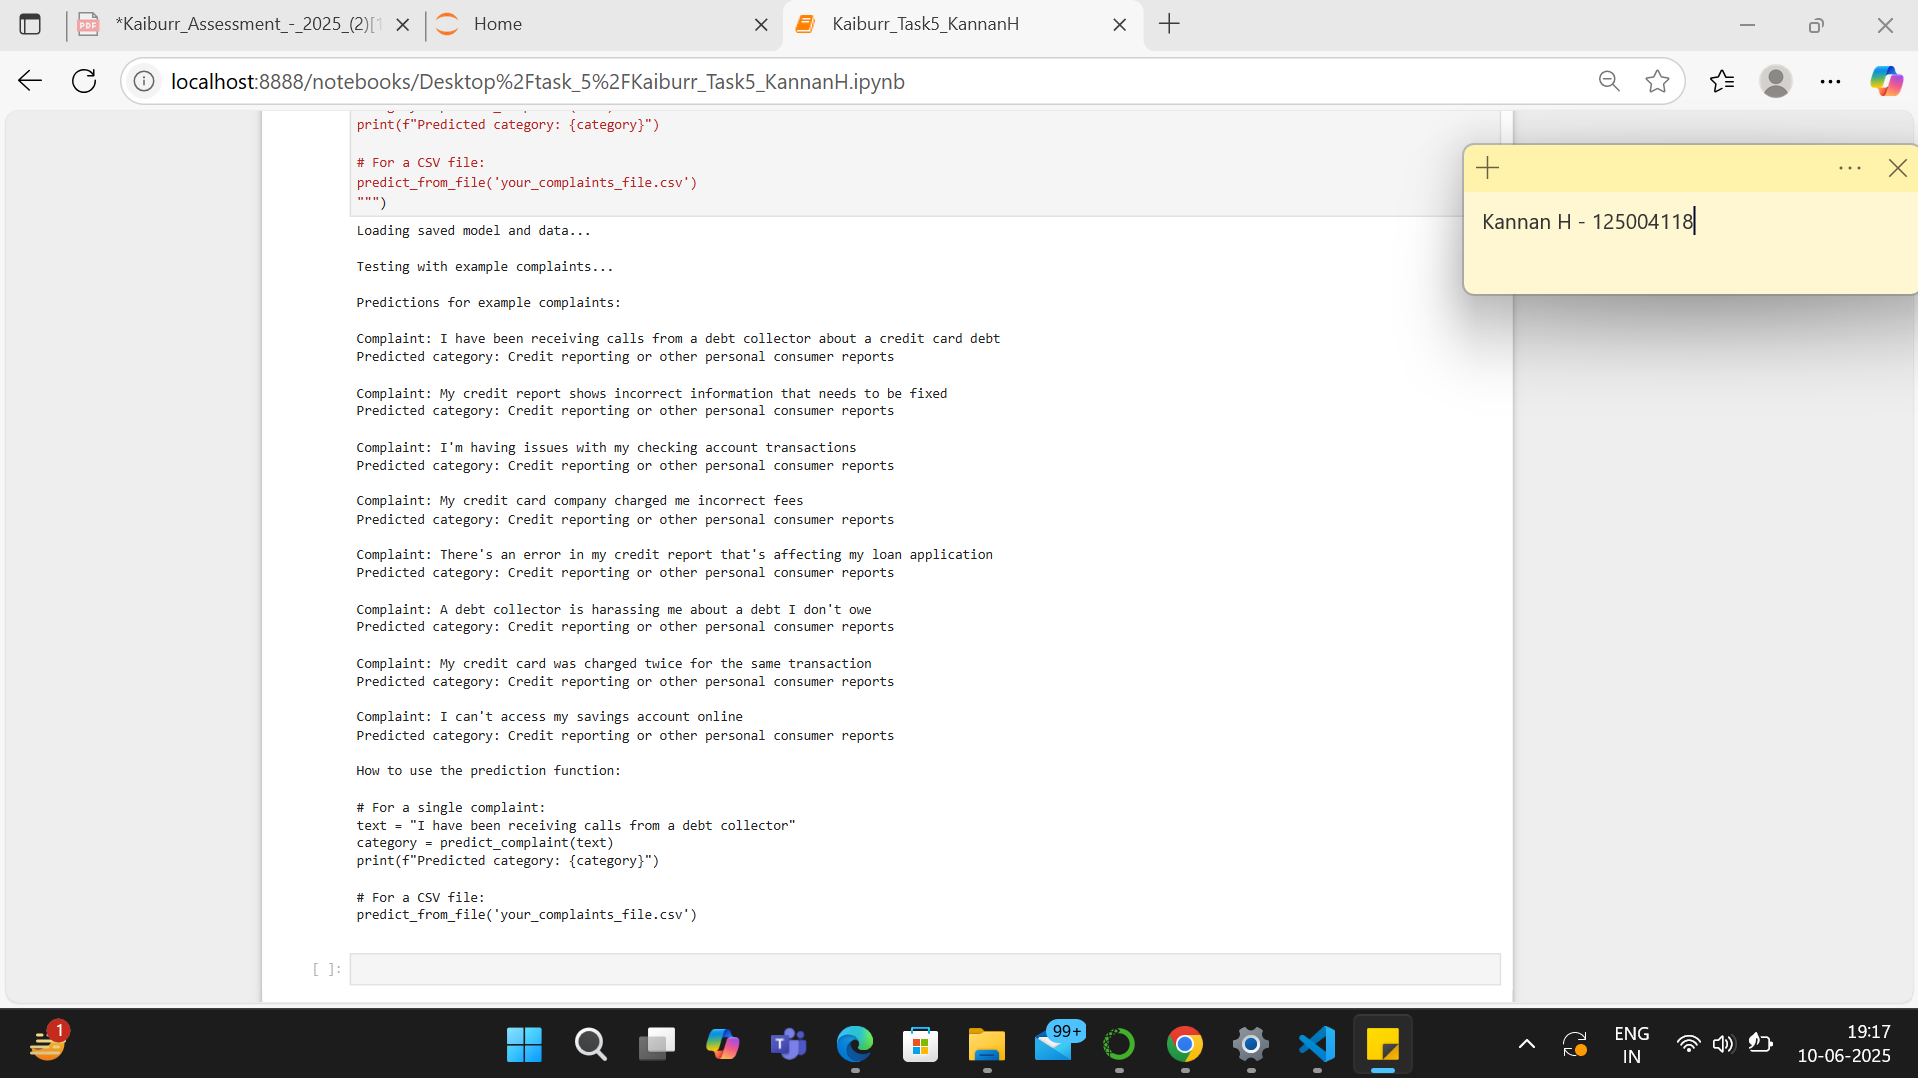 *Kaiburr_Assessment_-_2025_(2)[1
Home
Kaiburr_Task5_KannanH
localhost:8888/notebooks/Desktop%2Ftask_5%2FKaiburr_Task5_KannanH.ipynb
print(f"Predicted category: {category}")
# For a CSV file:
predict_from_file('your_complaints_file.csv')
""")
Kannan H - 125004118
Loading saved model and data...
Testing with example complaints...
Predictions for example complaints:
Complaint: I have been receiving calls from a debt collector about a credit card debt
Predicted category: Credit reporting or other personal consumer reports
Complaint: My credit report shows incorrect information that needs to be fixed
Predicted category: Credit reporting or other personal consumer reports
Complaint: I'm having issues with my checking account transactions
Predicted category: Credit reporting or other personal consumer reports
Complaint: My credit card company charged me incorrect fees
Predicted category: Credit reporting or other personal consumer reports
Complaint: There's an error in my credit report that's affecting my loan application
Predicted category: Credit reporting or other personal consumer reports
Complaint: A debt collector is harassing me about a debt I don't owe
Predicted category: Credit reporting or other personal consumer reports
Complaint: My credit card was charged twice for the same transaction
Predicted category: Credit reporting or other personal consumer reports
Complaint: I can't access my savings account online
Predicted category: Credit reporting or other personal consumer reports
How to use the prediction function:
# For a single complaint:
text = "I have been receiving calls from a debt collector"
category = predict_complaint(text)
print(f"Predicted category: {category}")
# For a CSV file:
predict_from_file('your_complaints_file.csv')
[ ]:
1
99+
ENG
IN
19:17
10-06-2025